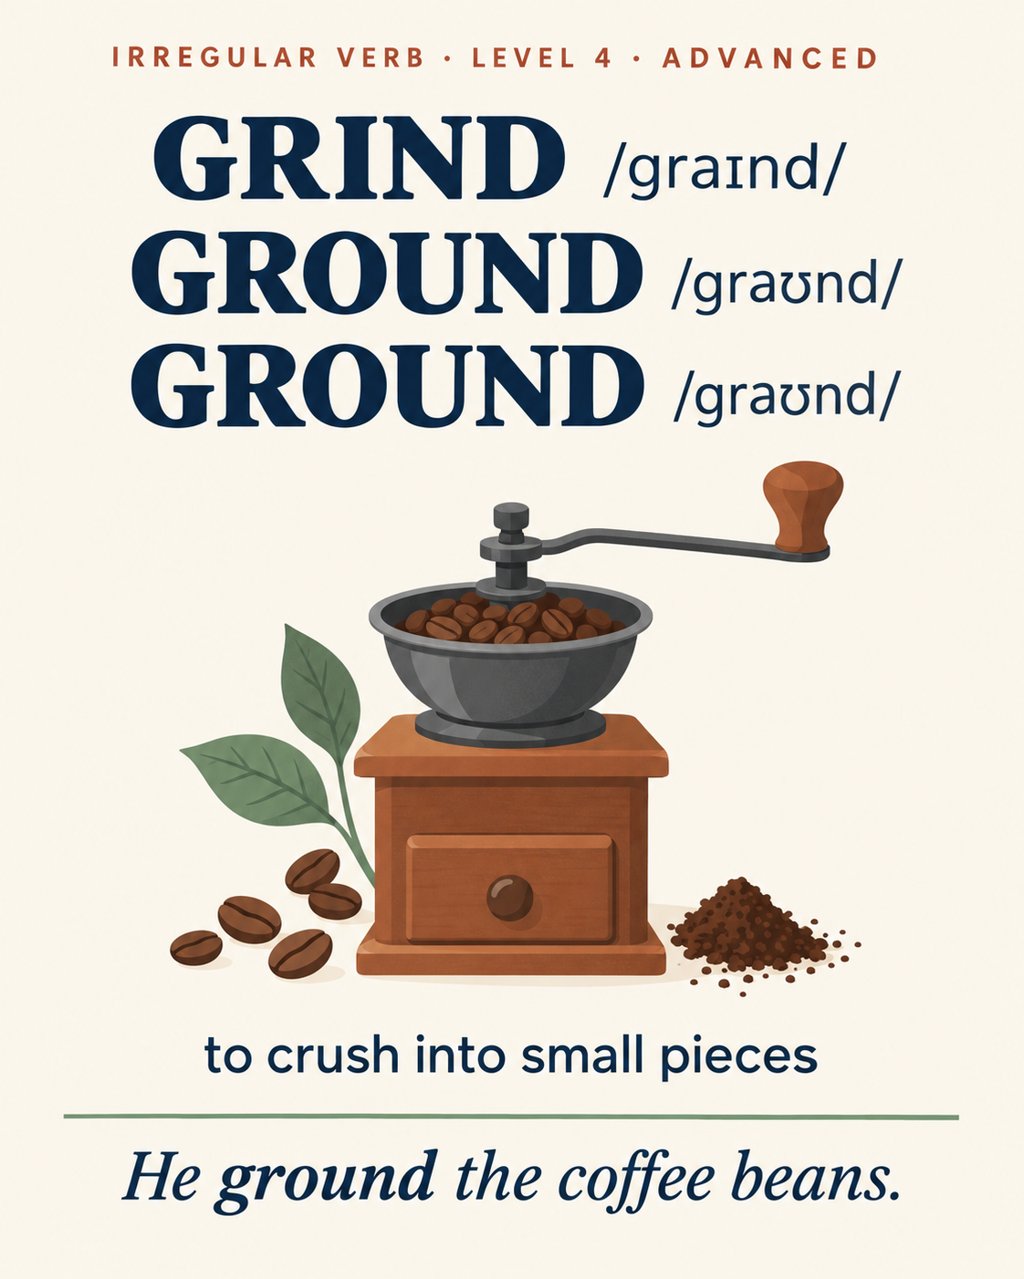 IRREGULAR VERB · LEVEL 4 · ADVANCED
GRIND /graɪnd/
GROUND /graʊnd/
GROUND /graʊnd/
to crush into small pieces
He ground the coffee beans.